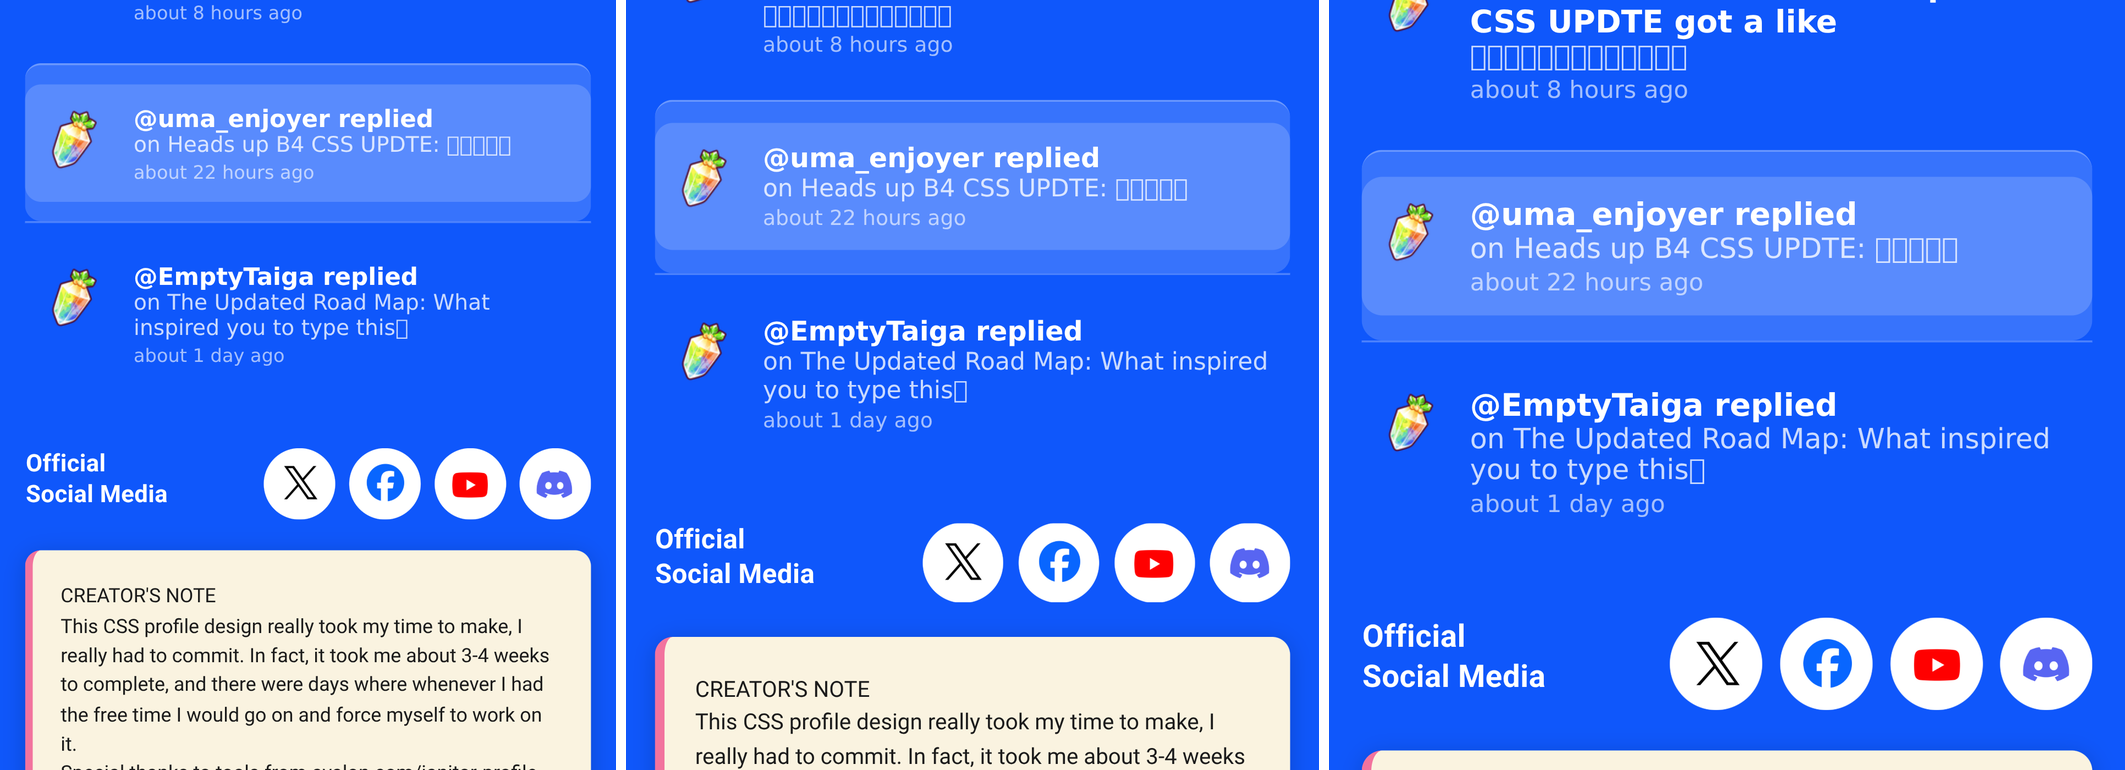 about 8 hours ago
@uma_enjoyer replied
on Heads up B4 CSS UPDTE:
about 22 hours ago
@EmptyTaiga replied
on The Updated Road Map: What
inspired you to type this
about 1 day ago
Official
Social Media
CREATOR'S NOTE
This CSS profile design really took my time to make, I
really had to commit. In fact, it took me about 3-4 weeks
to complete, and there were days where whenever I had
the free time I would go on and force myself to work on
it.
about 8 hours ago
@uma_enjoyer replied
on Heads up B4 CSS UPDTE:
about 22 hours ago
@EmptyTaiga replied
on The Updated Road Map: What inspired
you to type this
about 1 day ago
Official
Social Media
CREATOR'S NOTE
This CSS profile design really took my time to make, I
really had to commit. In fact, it took me about 3-4 weeks
CSS UPDTE got a like
about 8 hours ago
@uma_enjoyer replied
on Heads up B4 CSS UPDTE:
about 22 hours ago
@EmptyTaiga replied
on The Updated Road Map: What inspired
you to type this
about 1 day ago
Official
Social Media